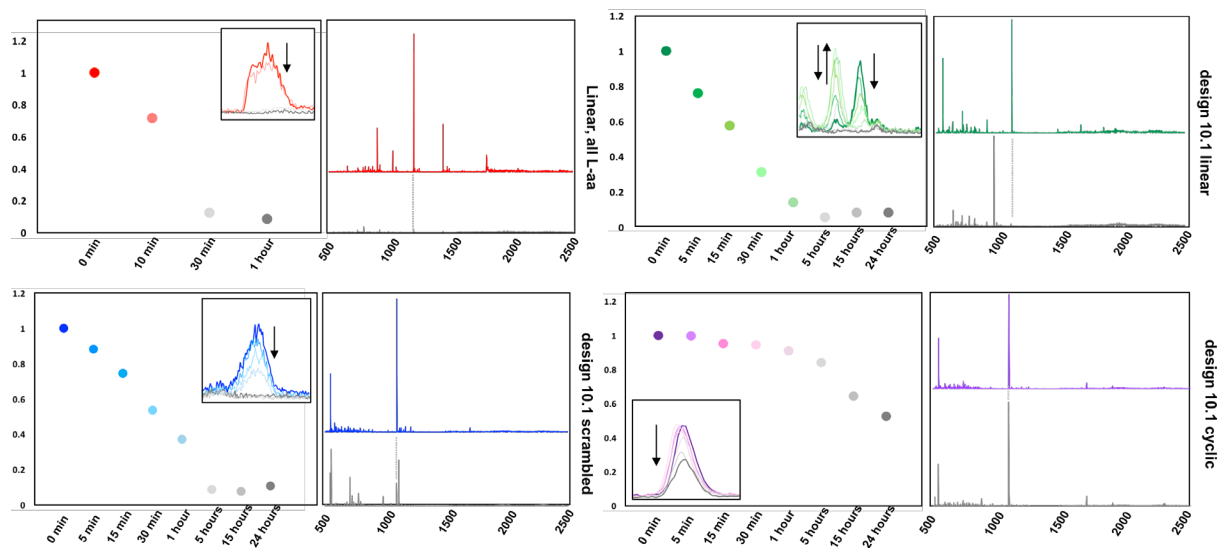 1.2
1
0.8
0.6
0.4
0.2
0
0 min
10 min
30 min
1 hour
500
1000
1500
2000
2500
Linear, all L-aa
1.2
1
0.8
0.6
0.4
0.2
0
0 min
5 min
15 min
30 min
1 hour
5 hours
15 hours
24 hours
500
1000
1500
2000
2500
design 10.1 linear
1.2
1
0.8
0.6
0.4
0.2
0
0 min
5 min
15 min
30 min
1 hour
5 hours
15 hours
24 hours
500
1000
1500
2000
2500
design 10.1 scrambled
1.2
1
0.8
0.6
0.4
0.2
0
0 min
5 min
15 min
30 min
1 hour
5 hours
15 hours
24 hours
500
1000
1500
2000
2500
design 10.1 cyclic